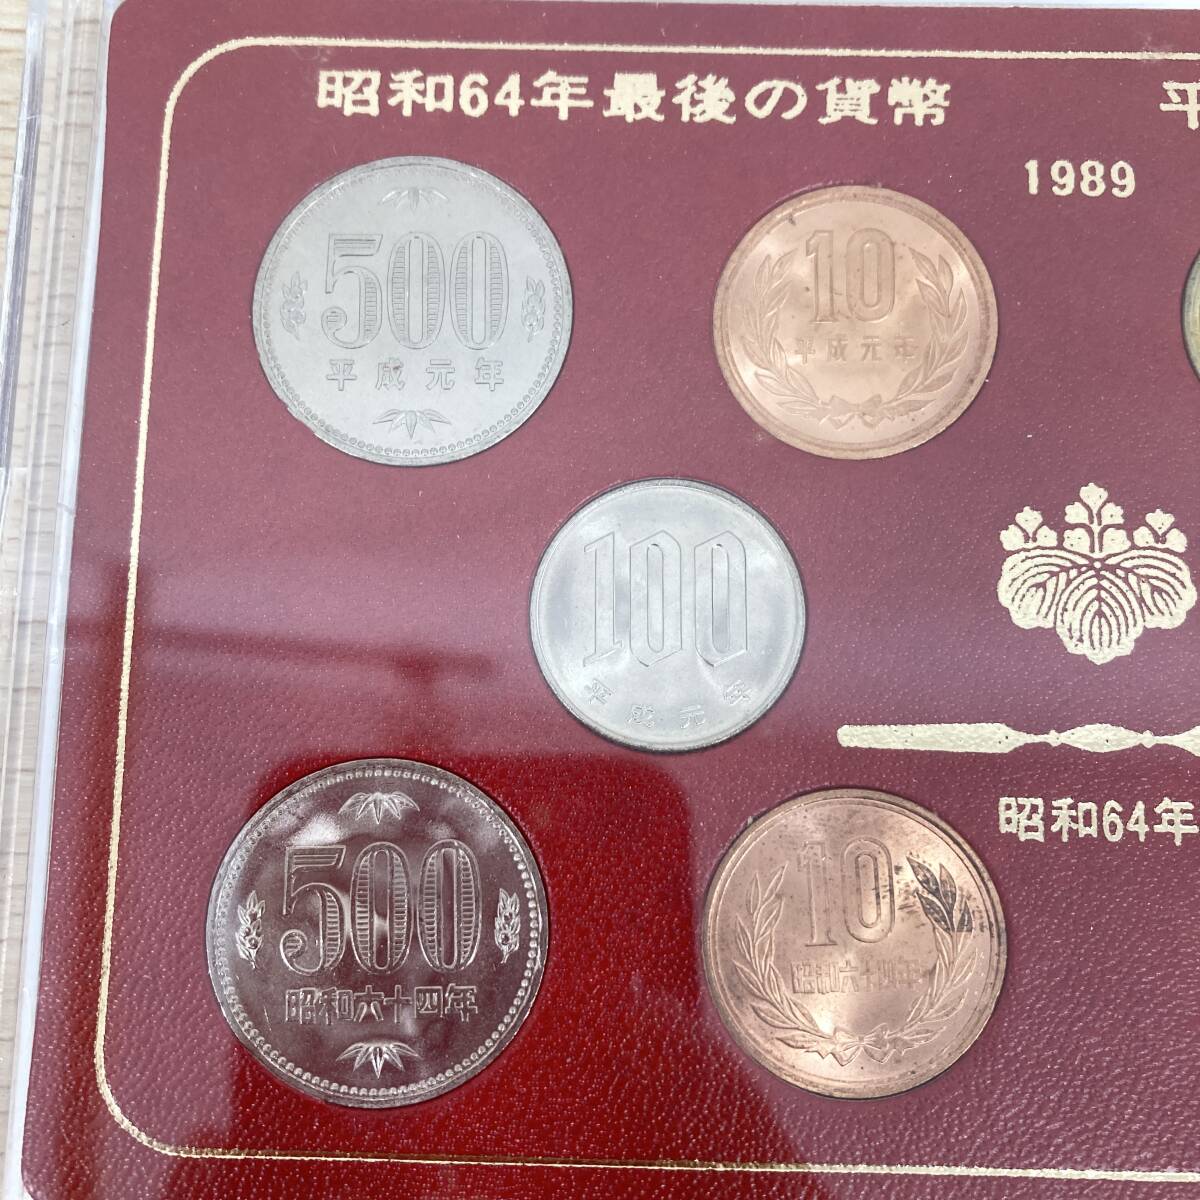 昭和64年最後の貨幣
平
1989
500
平成元年
10
平成元年
100
平成元年
昭和64年
500
昭和六十四年
10
昭和六十四年